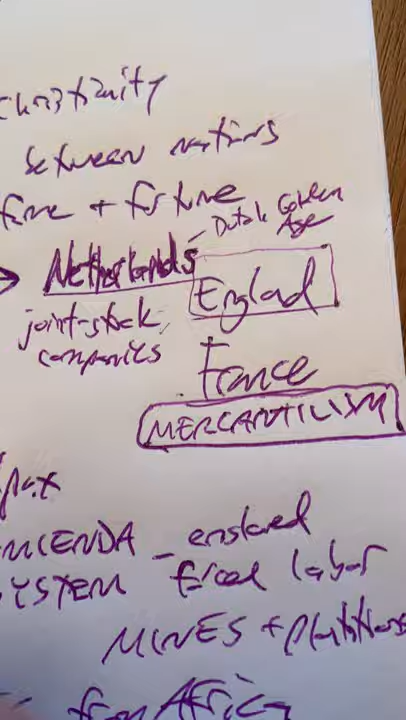 christianity
between nations
fame + fortune
→ Netherlands - Dutch Golden Age
England
joint-stock companies
France
MERCANTILISM
- enslaved
SYSTEM forced labor
MINES + plantations
from Africa